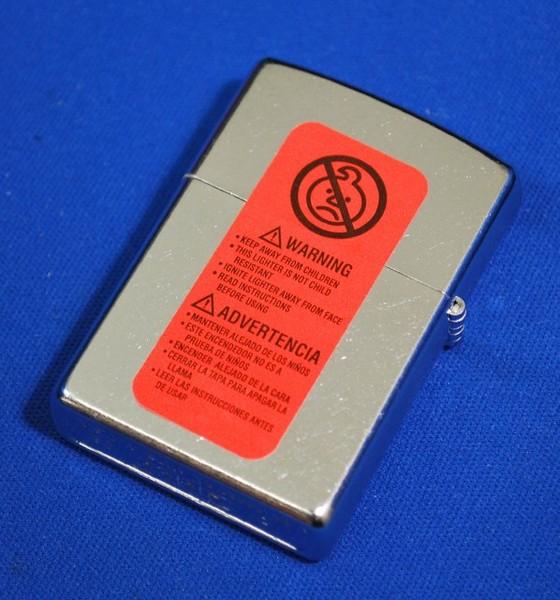 ⚠ WARNING
• KEEP AWAY FROM CHILDREN
• THIS LIGHTER IS NOT CHILD
RESISTANT
• IGNITE LIGHTER AWAY FROM FACE
• READ INSTRUCTIONS
BEFORE USING
⚠ ADVERTENCIA
• MANTENER ALEJADO DE LOS NIÑOS
• ESTE ENCENDEDOR NO ES A
PRUEBA DE NIÑOS
• ENCENDER ALEJADO DE LA CARA
• CERRAR LA TAPA PARA APAGAR LA
LLAMA
• LEER LAS INSTRUCCIONES ANTES
DE USAR